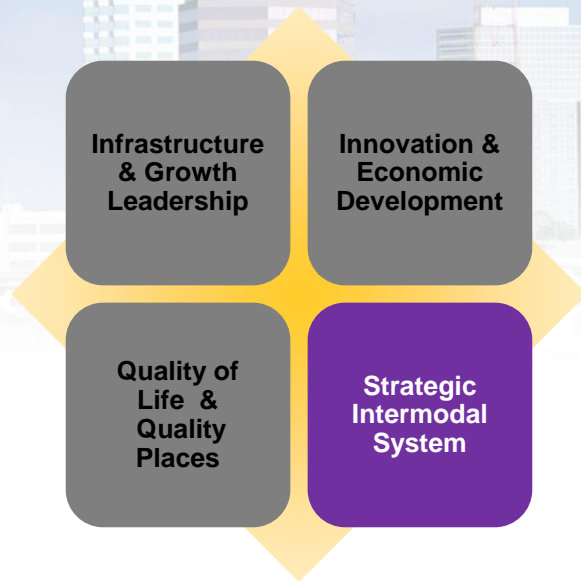 Infrastructure
& Growth
Leadership
Innovation &
Economic
Development
Quality of
Life &
Quality
Places
Strategic
Intermodal
System